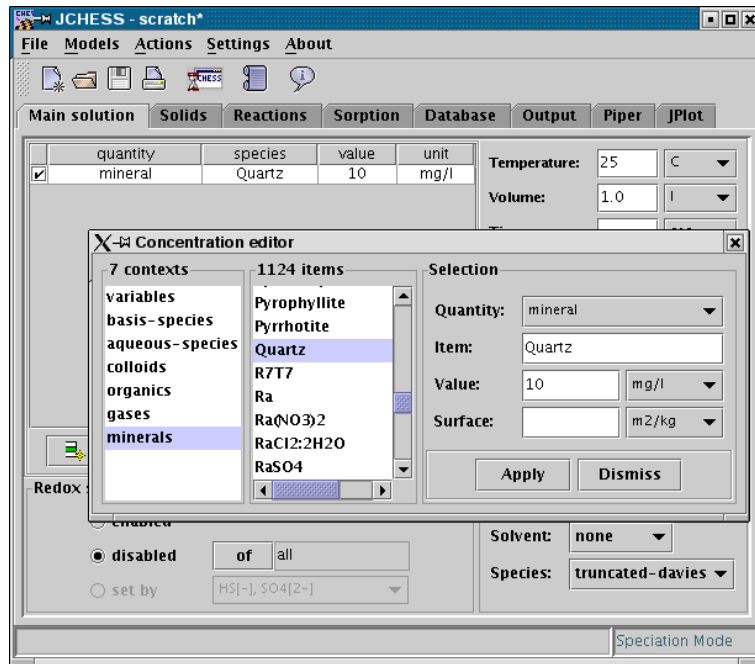 CHESS
JCHESS - scratch*
File Models Actions Settings About
CHESS
Main solution Solids Reactions Sorption Database Output Piper JPlot
quantity species value unit
mineral Quartz 10 mg/l
Temperature: 25 C
Volume: 1.0 l
Concentration editor
7 contexts
variables
basis-species
aqueous-species
colloids
organics
gases
minerals
1124 items
Pyrophyllite
Pyrrhotite
Quartz
R7T7
Ra
Ra(NO3)2
RaCl2:2H2O
RaSO4
Selection
Quantity: mineral
Item: Quartz
Value: 10 mg/l
Surface: m2/kg
Apply Dismiss
Redox
enabled
disabled of all
set by HS[-], SO4[2-]
Solvent: none
Species: truncated-davies
Speciation Mode